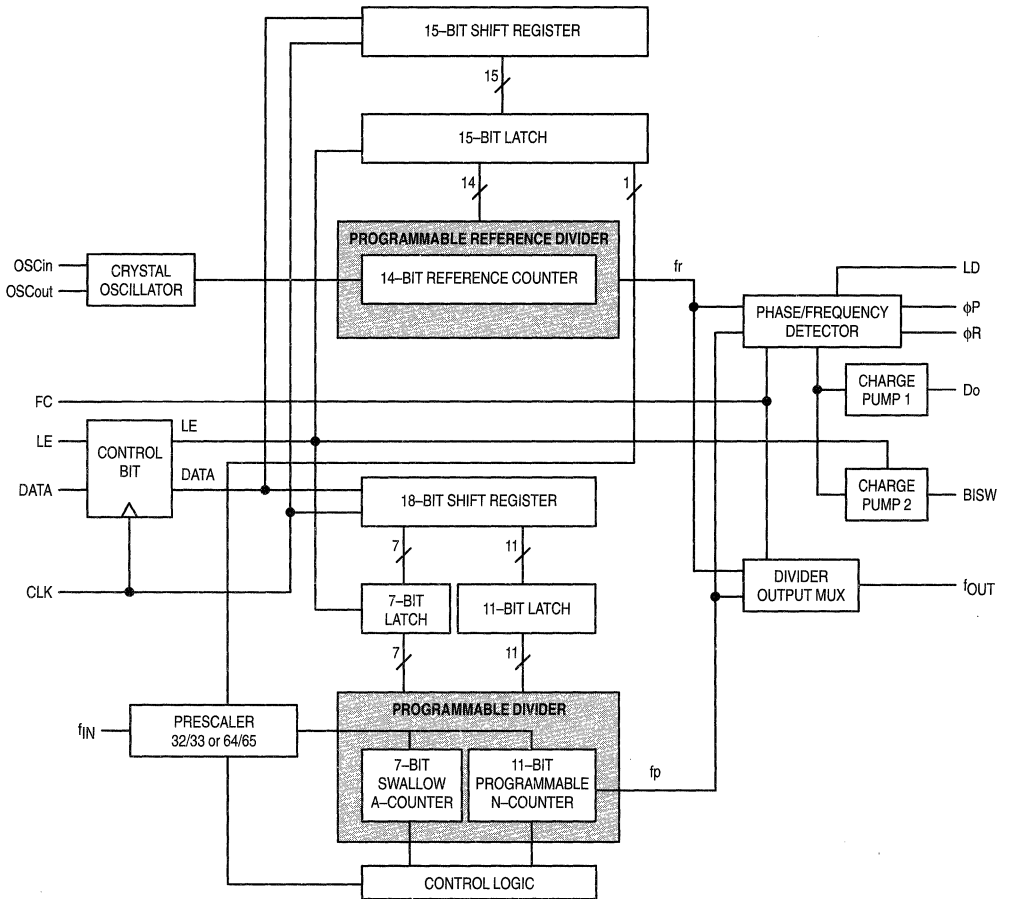 15–BIT SHIFT REGISTER
15
15–BIT LATCH
14
1
PROGRAMMABLE REFERENCE DIVIDER
14–BIT REFERENCE COUNTER
OSCin
OSCout
CRYSTAL
OSCILLATOR
fr
LD
PHASE/FREQUENCY
DETECTOR
ϕP
ϕR
CHARGE
PUMP 1
Do
FC
LE
LE
CONTROL
BIT
DATA
DATA
18–BIT SHIFT REGISTER
CHARGE
PUMP 2
BISW
7
11
CLK
7–BIT
LATCH
11–BIT LATCH
DIVIDER
OUTPUT MUX
fOUT
7
11
PROGRAMMABLE DIVIDER
fIN
PRESCALER
32/33 or 64/65
7–BIT
SWALLOW
A–COUNTER
11–BIT
PROGRAMMABLE
N–COUNTER
fp
CONTROL LOGIC